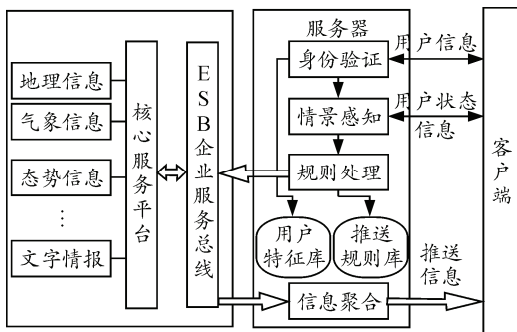 地理信息
气象信息
态势信息
⋮
文字情报
核心服务平台
ESB企业服务总线
服务器
身份验证
情景感知
规则处理
用户
特征库
推送
规则库
信息聚合
用户信息
用户状态
信息
推送
信息
客户端